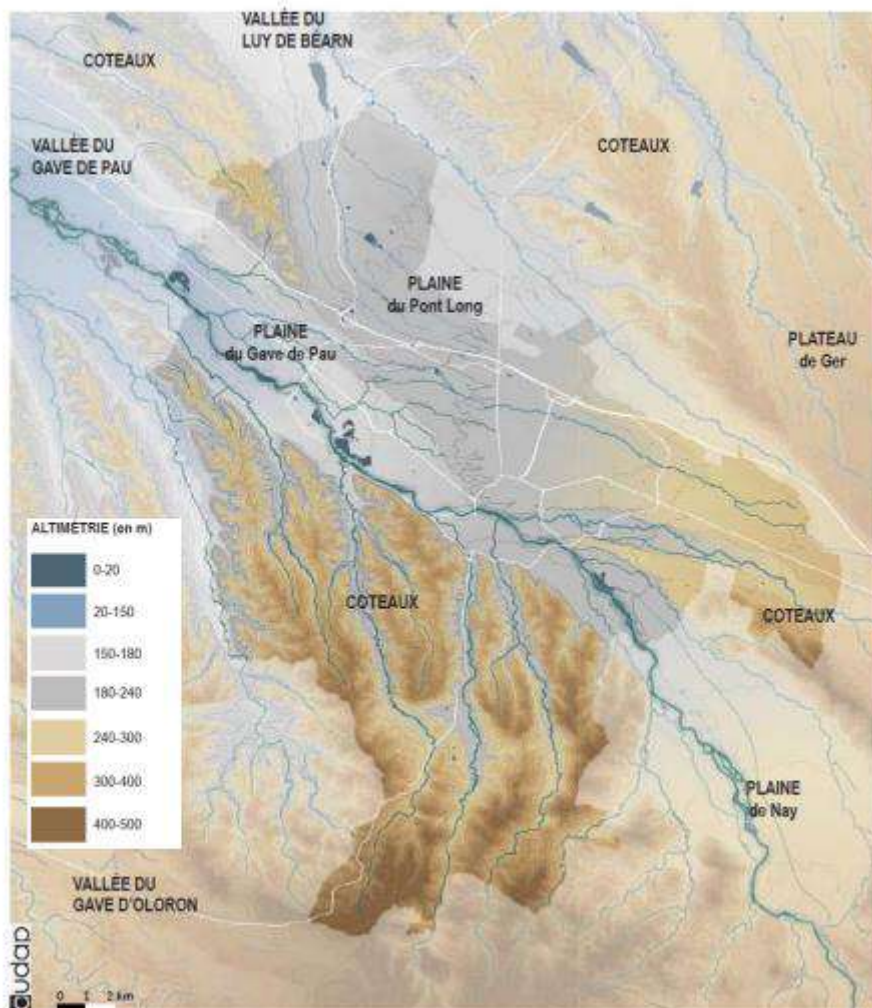 VALLÉE DU
LUY DE BÉARN
COTEAUX
VALLÉE DU
GAVE DE PAU
COTEAUX
PLAINE
du Pont Long
PLAINE
du Gave de Pau
PLATEAU
de Ger
ALTIMÉTRIE (en m)
0-20
20-150
150-180
180-240
240-300
300-400
400-500
COTEAUX
COTEAUX
PLAINE
de Nay
VALLÉE DU
GAVE D'OLORON
audap
0 1 2 km